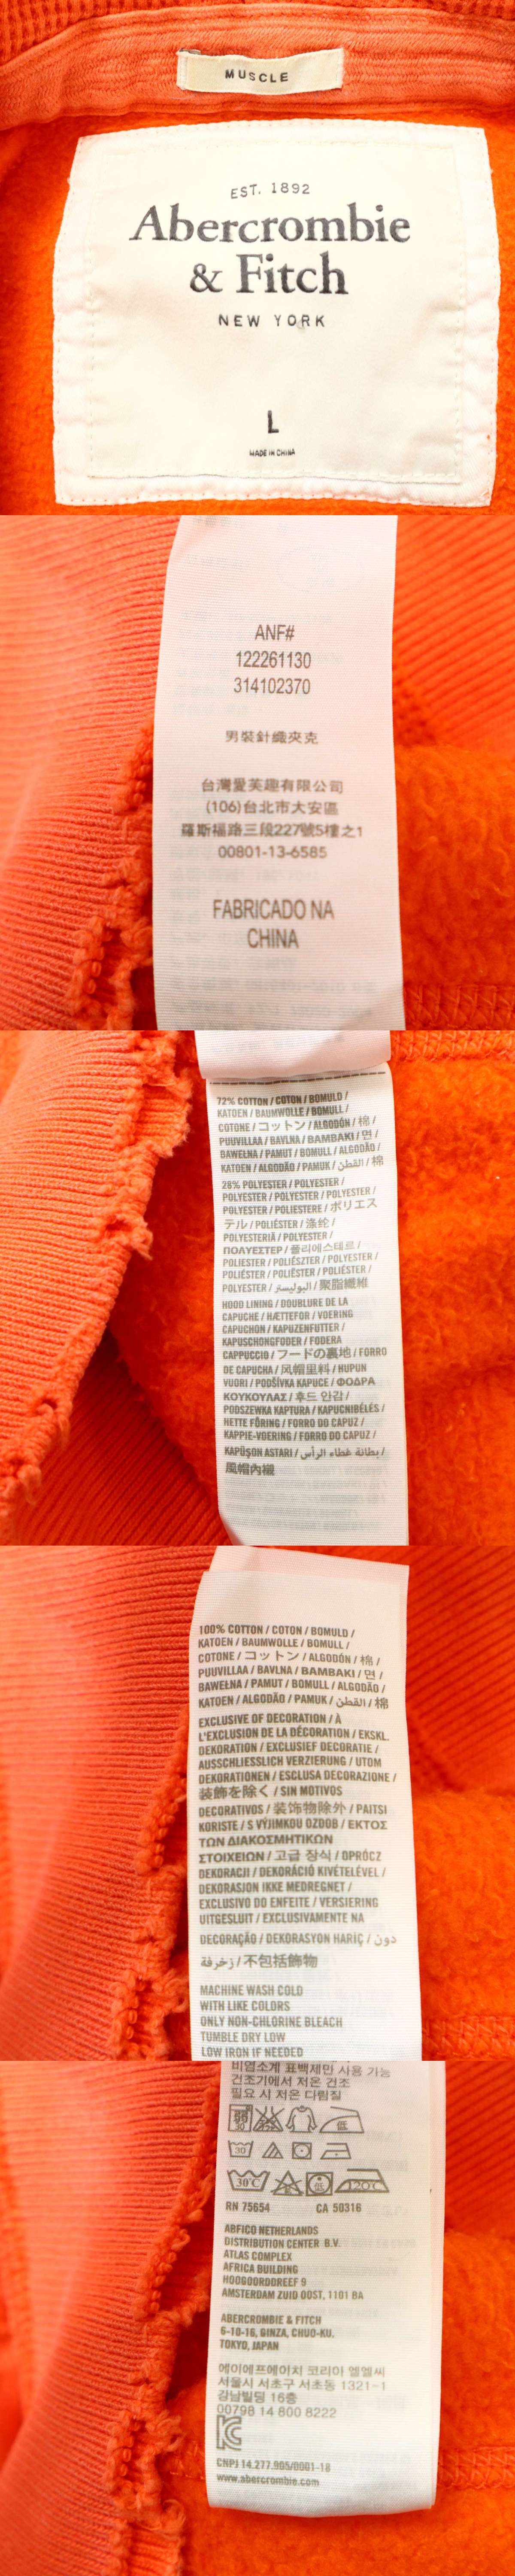 MUSCLE
EST. 1892
Abercrombie
& Fitch
NEW YORK
L
MADE IN CHINA
ANF#
122261130
314102370
男裝針織夾克
台灣愛芙趣有限公司
(106)台北市大安區
羅斯福路三段227號5樓之1
00801-13-6585
FABRICADO NA
CHINA
72% COTTON / COTON / BOMULD /
KATOEN / BAUMWOLLE / BOMULL /
COTONE / コットン / ALGODÓN / 棉 /
PUUVILLAA / BAVLNA / ΒΑΜΒΑΚΙ / 면 /
BAWEŁNA / PAMUT / BOMULL / ALGODÃO /
KATOEN / ALGODÃO / PAMUK / القطن / 棉
28% POLYESTER / POLYESTER /
POLYESTER / POLYESTER / POLYESTER /
POLYESTER / POLIESTERE / ポリエス
テル / POLIÉSTER / 涤纶 /
POLYESTERIÄ / POLYESTER /
ΠΟΛΥΕΣΤΕΡ / 폴리에스테르 /
POLIESTER / POLIÉSZTER / POLYESTER /
POLIÉSTER / POLIËSTER / POLIÉSTER /
POLYESTER / البوليستر / 聚脂纖維
HOOD LINING / DOUBLURE DE LA
CAPUCHE / HÆTTEFOR / VOERING
CAPUCHON / KAPUZENFUTTER /
KAPUSCHONGFODER / FODERA
CAPPUCCIO / フードの裏地 / FORRO
DE CAPUCHA / 风帽里料 / HUPUN
VUORI / PODŠÍVKA KAPUCE / ΦΟΔΡΑ
ΚΟΥΚΟΥΛΑΣ / 후드 안감 /
PODSZEWKA KAPTURA / KAPUCNIBÉLÉS /
HETTE FÔRING / FORRO DO CAPUZ /
KAPPIE-VOERING / FORRO DO CAPUZ /
KAPÜŞON ASTARI / بطانة غطاء الرأس /
風帽內襯
100% COTTON / COTON / BOMULD /
KATOEN / BAUMWOLLE / BOMULL /
COTONE / コットン / ALGODÓN / 棉 /
PUUVILLAA / BAVLNA / ΒΑΜΒΑΚΙ / 면 /
BAWEŁNA / PAMUT / BOMULL / ALGODÃO /
KATOEN / ALGODÃO / PAMUK / القطن / 棉
EXCLUSIVE OF DECORATION / À
L'EXCLUSION DE LA DÉCORATION / EKSKL.
DEKORATION / EXCLUSIEF DECORATIE /
AUSSCHLIESSLICH VERZIERUNG / UTOM
DEKORATIONEN / ESCLUSA DECORAZIONE /
装飾を除く / SIN MOTIVOS
DECORATIVOS / 装饰物除外 / PAITSI
KORISTE / S VÝJIMKOU OZDOB / ΕΚΤΟΣ
ΤΩΝ ΔΙΑΚΟΣΜΗΤΙΚΩΝ
ΣΤΟΙΧΕΙΩΝ / 고급 장식 / OPRÓCZ
DEKORACJI / DEKORÁCIÓ KIVÉTELÉVEL /
DEKORASJON IKKE MEDREGNET /
EXCLUSIVO DO ENFEITE / VERSIERING
UITGESLUIT / EXCLUSIVAMENTE NA
DECORAÇÃO / DEKORASYON HARİÇ / دون
زخرفة / 不包括飾物
MACHINE WASH COLD
WITH LIKE COLORS
ONLY NON-CHLORINE BLEACH
TUMBLE DRY LOW
LOW IRON IF NEEDED
비염소계 표백제만 사용 가능
건조기에서 저온 건조
필요 시 저온 다림질
低
30
30°C 低 120°C
RN 75654 CA 50316
ABFICO NETHERLANDS
DISTRIBUTION CENTER B.V.
ATLAS COMPLEX
AFRICA BUILDING
HOOGOORDDREEF 9
AMSTERDAM ZUID OOST, 1101 BA
ABERCROMBIE & FITCH
6-10-16, GINZA, CHUO-KU.
TOKYO, JAPAN
에이에프에이치 코리아 엘엘씨
서울시 서초구 서초동 1321-1
강남빌딩 16층
00798 14 800 8222
CNPJ 14.277.905/0001-18
www.abercrombie.com